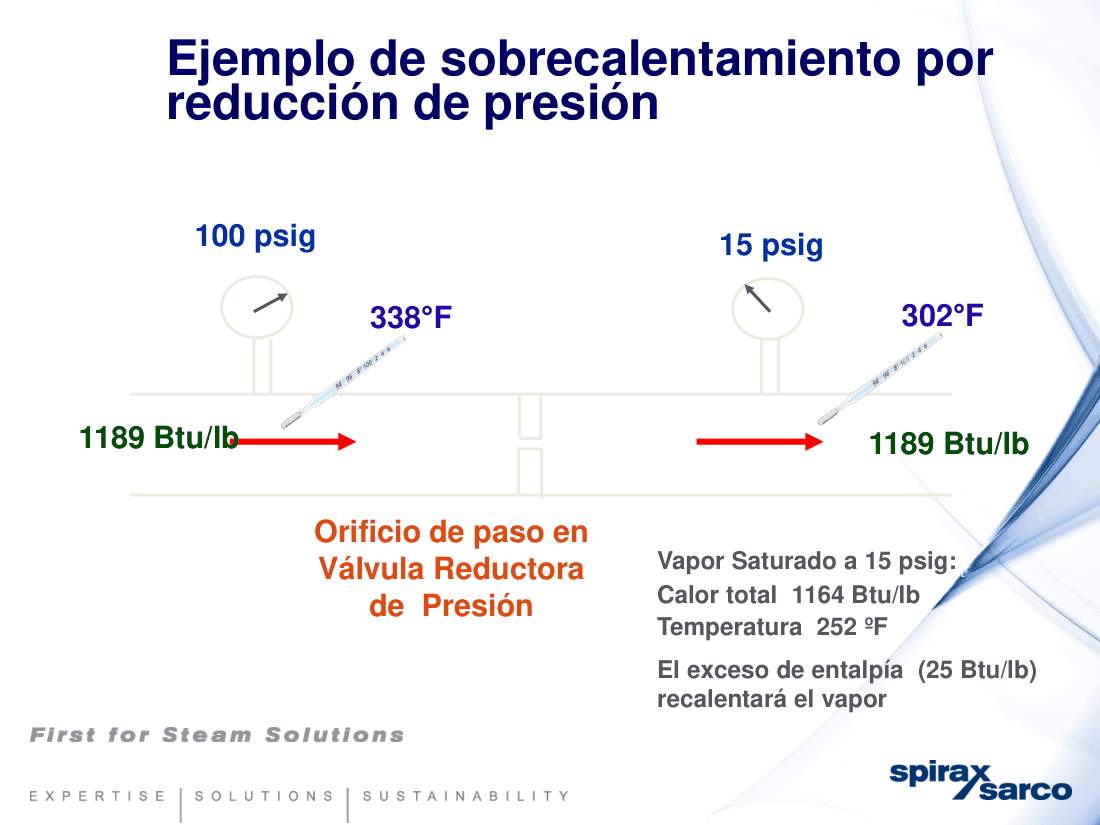 Ejemplo de sobrecalentamiento por
reducción de presión
100 psig
15 psig
338°F
302°F
1189 Btu/lb
1189 Btu/lb
Orificio de paso en
Válvula Reductora
de Presión
Vapor Saturado a 15 psig:
Calor total 1164 Btu/lb
Temperatura 252 ºF
El exceso de entalpía (25 Btu/lb)
recalentará el vapor
First for Steam Solutions
EXPERTISE | SOLUTIONS | SUSTAINABILITY
spirax
sarco